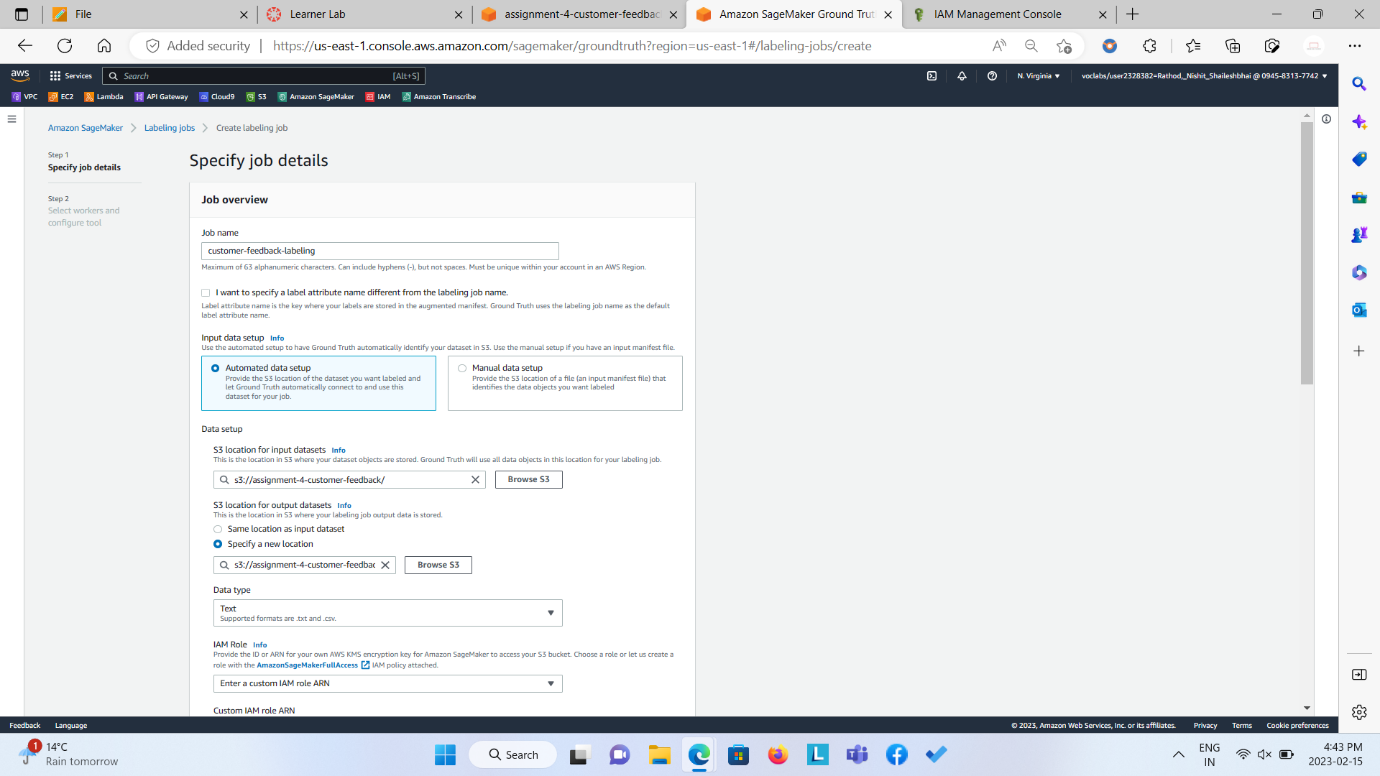 File
Learner Lab
assignment-4-customer-feedbac
Amazon SageMaker Ground Trut
IAM Management Console
Added security
https://us-east-1.console.aws.amazon.com/sagemaker/groundtruth?region=us-east-1#/labeling-jobs/create
aws
Services
Search
[Alt+S]
N. Virginia
voclabs/user2328382=Rathod,_Nishit_Shaileshbhai @ 0945-8313-7742
VPC
EC2
Lambda
API Gateway
Cloud9
S3
Amazon SageMaker
IAM
Amazon Transcribe
Amazon SageMaker
Labeling jobs
Create labeling job
Step 1
Specify job details
Step 2
Select workers and
configure tool
Specify job details
Job overview
Job name
customer-feedback-labeling
Maximum of 63 alphanumeric characters. Can include hyphens (-), but not spaces. Must be unique within your account in an AWS Region.
I want to specify a label attribute name different from the labeling job name.
Label attribute name is the key where your labels are stored in the augmented manifest. Ground Truth uses the labeling job name as the default
label attribute name.
Input data setup Info
Use the automated setup to have Ground Truth automatically identify your dataset in S3. Use the manual setup if you have an input manifest file.
Automated data setup
Provide the S3 location of the dataset you want labeled and
let Ground Truth automatically connect to and use this
dataset for your job.
Manual data setup
Provide the S3 location of a file (an input manifest file) that
identifies the data objects you want labeled
Data setup
S3 location for input datasets Info
This is the location in S3 where your dataset objects are stored. Ground Truth will use all data objects in this location for your labeling job.
s3://assignment-4-customer-feedback/
Browse S3
S3 location for output datasets Info
This is the location in S3 where your labeling job output data is stored.
Same location as input dataset
Specify a new location
s3://assignment-4-customer-feedbac
Browse S3
Data type
Text
Supported formats are .txt and .csv.
IAM Role Info
Provide the ID or ARN for your own AWS KMS encryption key for Amazon SageMaker to access your S3 bucket. Choose a role or let us create a
role with the AmazonSageMakerFullAccess IAM policy attached.
Enter a custom IAM role ARN
Custom IAM role ARN
Feedback
Language
© 2023, Amazon Web Services, Inc. or its affiliates.
Privacy
Terms
Cookie preferences
1
14°C
Rain tomorrow
Search
ENG
IN
4:43 PM
2023-02-15